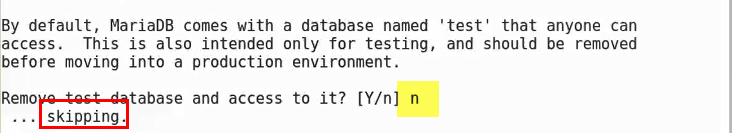 By default, MariaDB comes with a database named 'test' that anyone can
access.  This is also intended only for testing, and should be removed
before moving into a production environment.
Remove test database and access to it? [Y/n] n
 ... skipping.